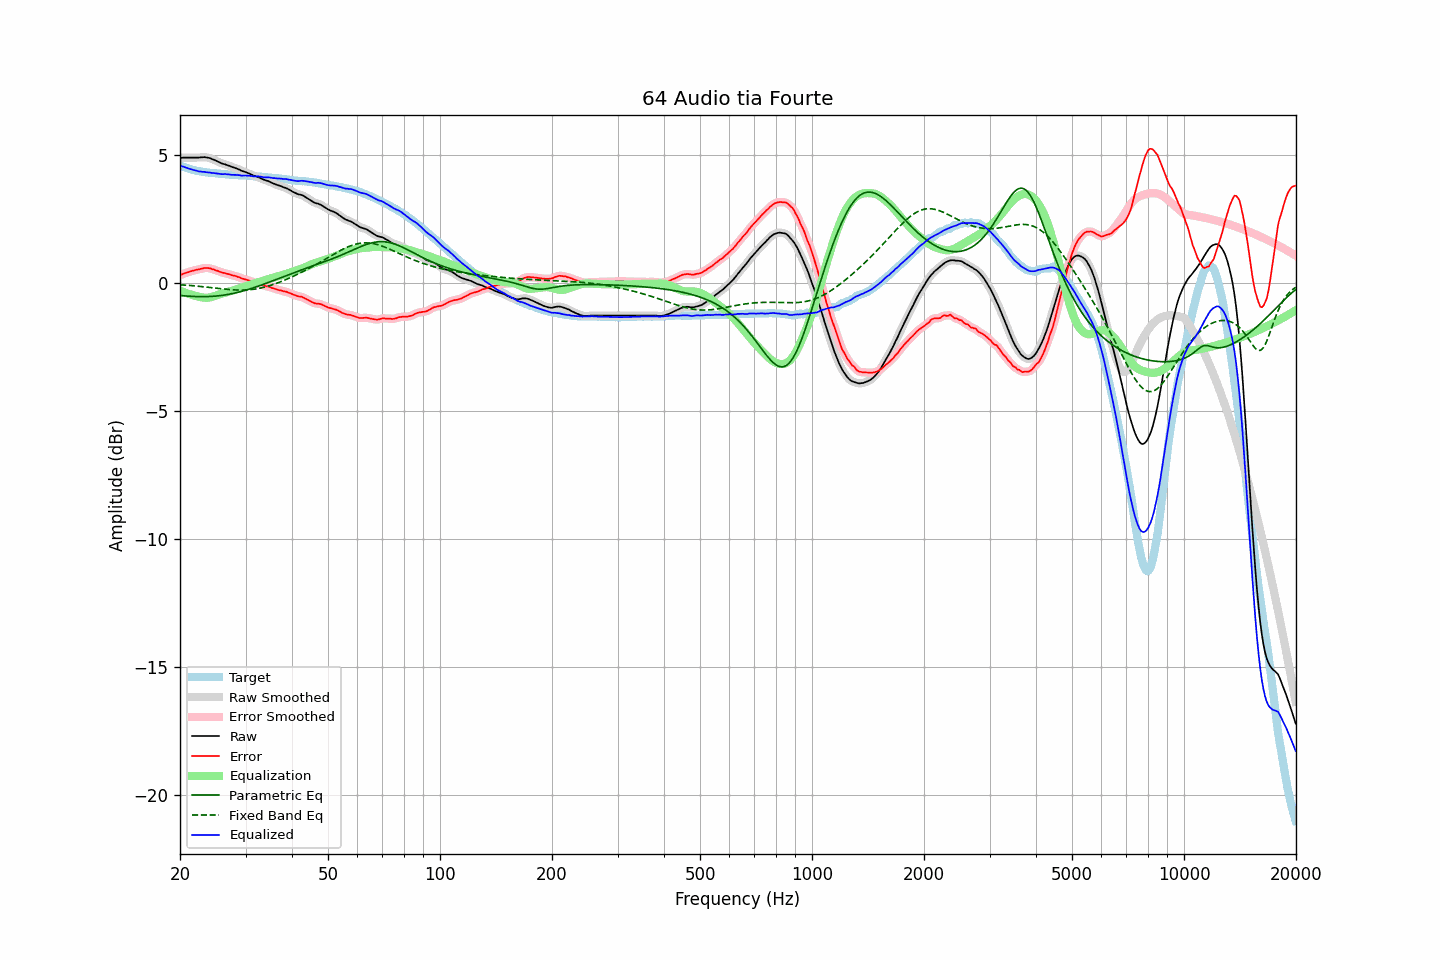 64 Audio tia Fourte
5
0
−5
−10
−15
−20
Amplitude (dBr)
Target
Raw Smoothed
Error Smoothed
Raw
Error
Equalization
Parametric Eq
Fixed Band Eq
Equalized
20 50 100 200 500 1000 2000 5000 10000 20000
Frequency (Hz)